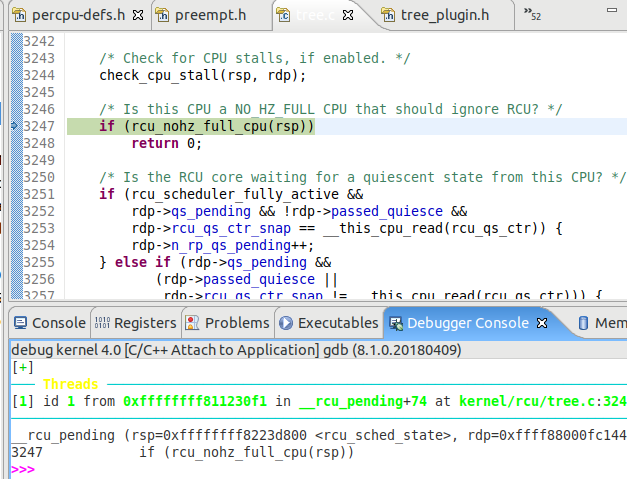 percpu-defs.h preempt.h tree.c tree_plugin.h »52
3242
3243 /* Check for CPU stalls, if enabled. */
3244 check_cpu_stall(rsp, rdp);
3245
3246 /* Is this CPU a NO_HZ_FULL CPU that should ignore RCU? */
3247 if (rcu_nohz_full_cpu(rsp))
3248 return 0;
3249
3250 /* Is the RCU core waiting for a quiescent state from this CPU? */
3251 if (rcu_scheduler_fully_active &&
3252 rdp->qs_pending && !rdp->passed_quiesce &&
3253 rdp->rcu_qs_ctr_snap == __this_cpu_read(rcu_qs_ctr)) {
3254 rdp->n_rp_qs_pending++;
3255 } else if (rdp->qs_pending &&
3256 (rdp->passed_quiesce ||
3257 rdp->rcu_qs_ctr_snap != __this_cpu_read(rcu_qs_ctr))) {
Console Registers Problems Executables Debugger Console Mem
debug kernel 4.0 [C/C++ Attach to Application] gdb (8.1.0.20180409)
[+]
Threads
[1] id 1 from 0xffffffff811230f1 in __rcu_pending+74 at kernel/rcu/tree.c:324
__rcu_pending (rsp=0xffffffff8223d800 <rcu_sched_state>, rdp=0xffff88000fc144
3247 if (rcu_nohz_full_cpu(rsp))
>>>